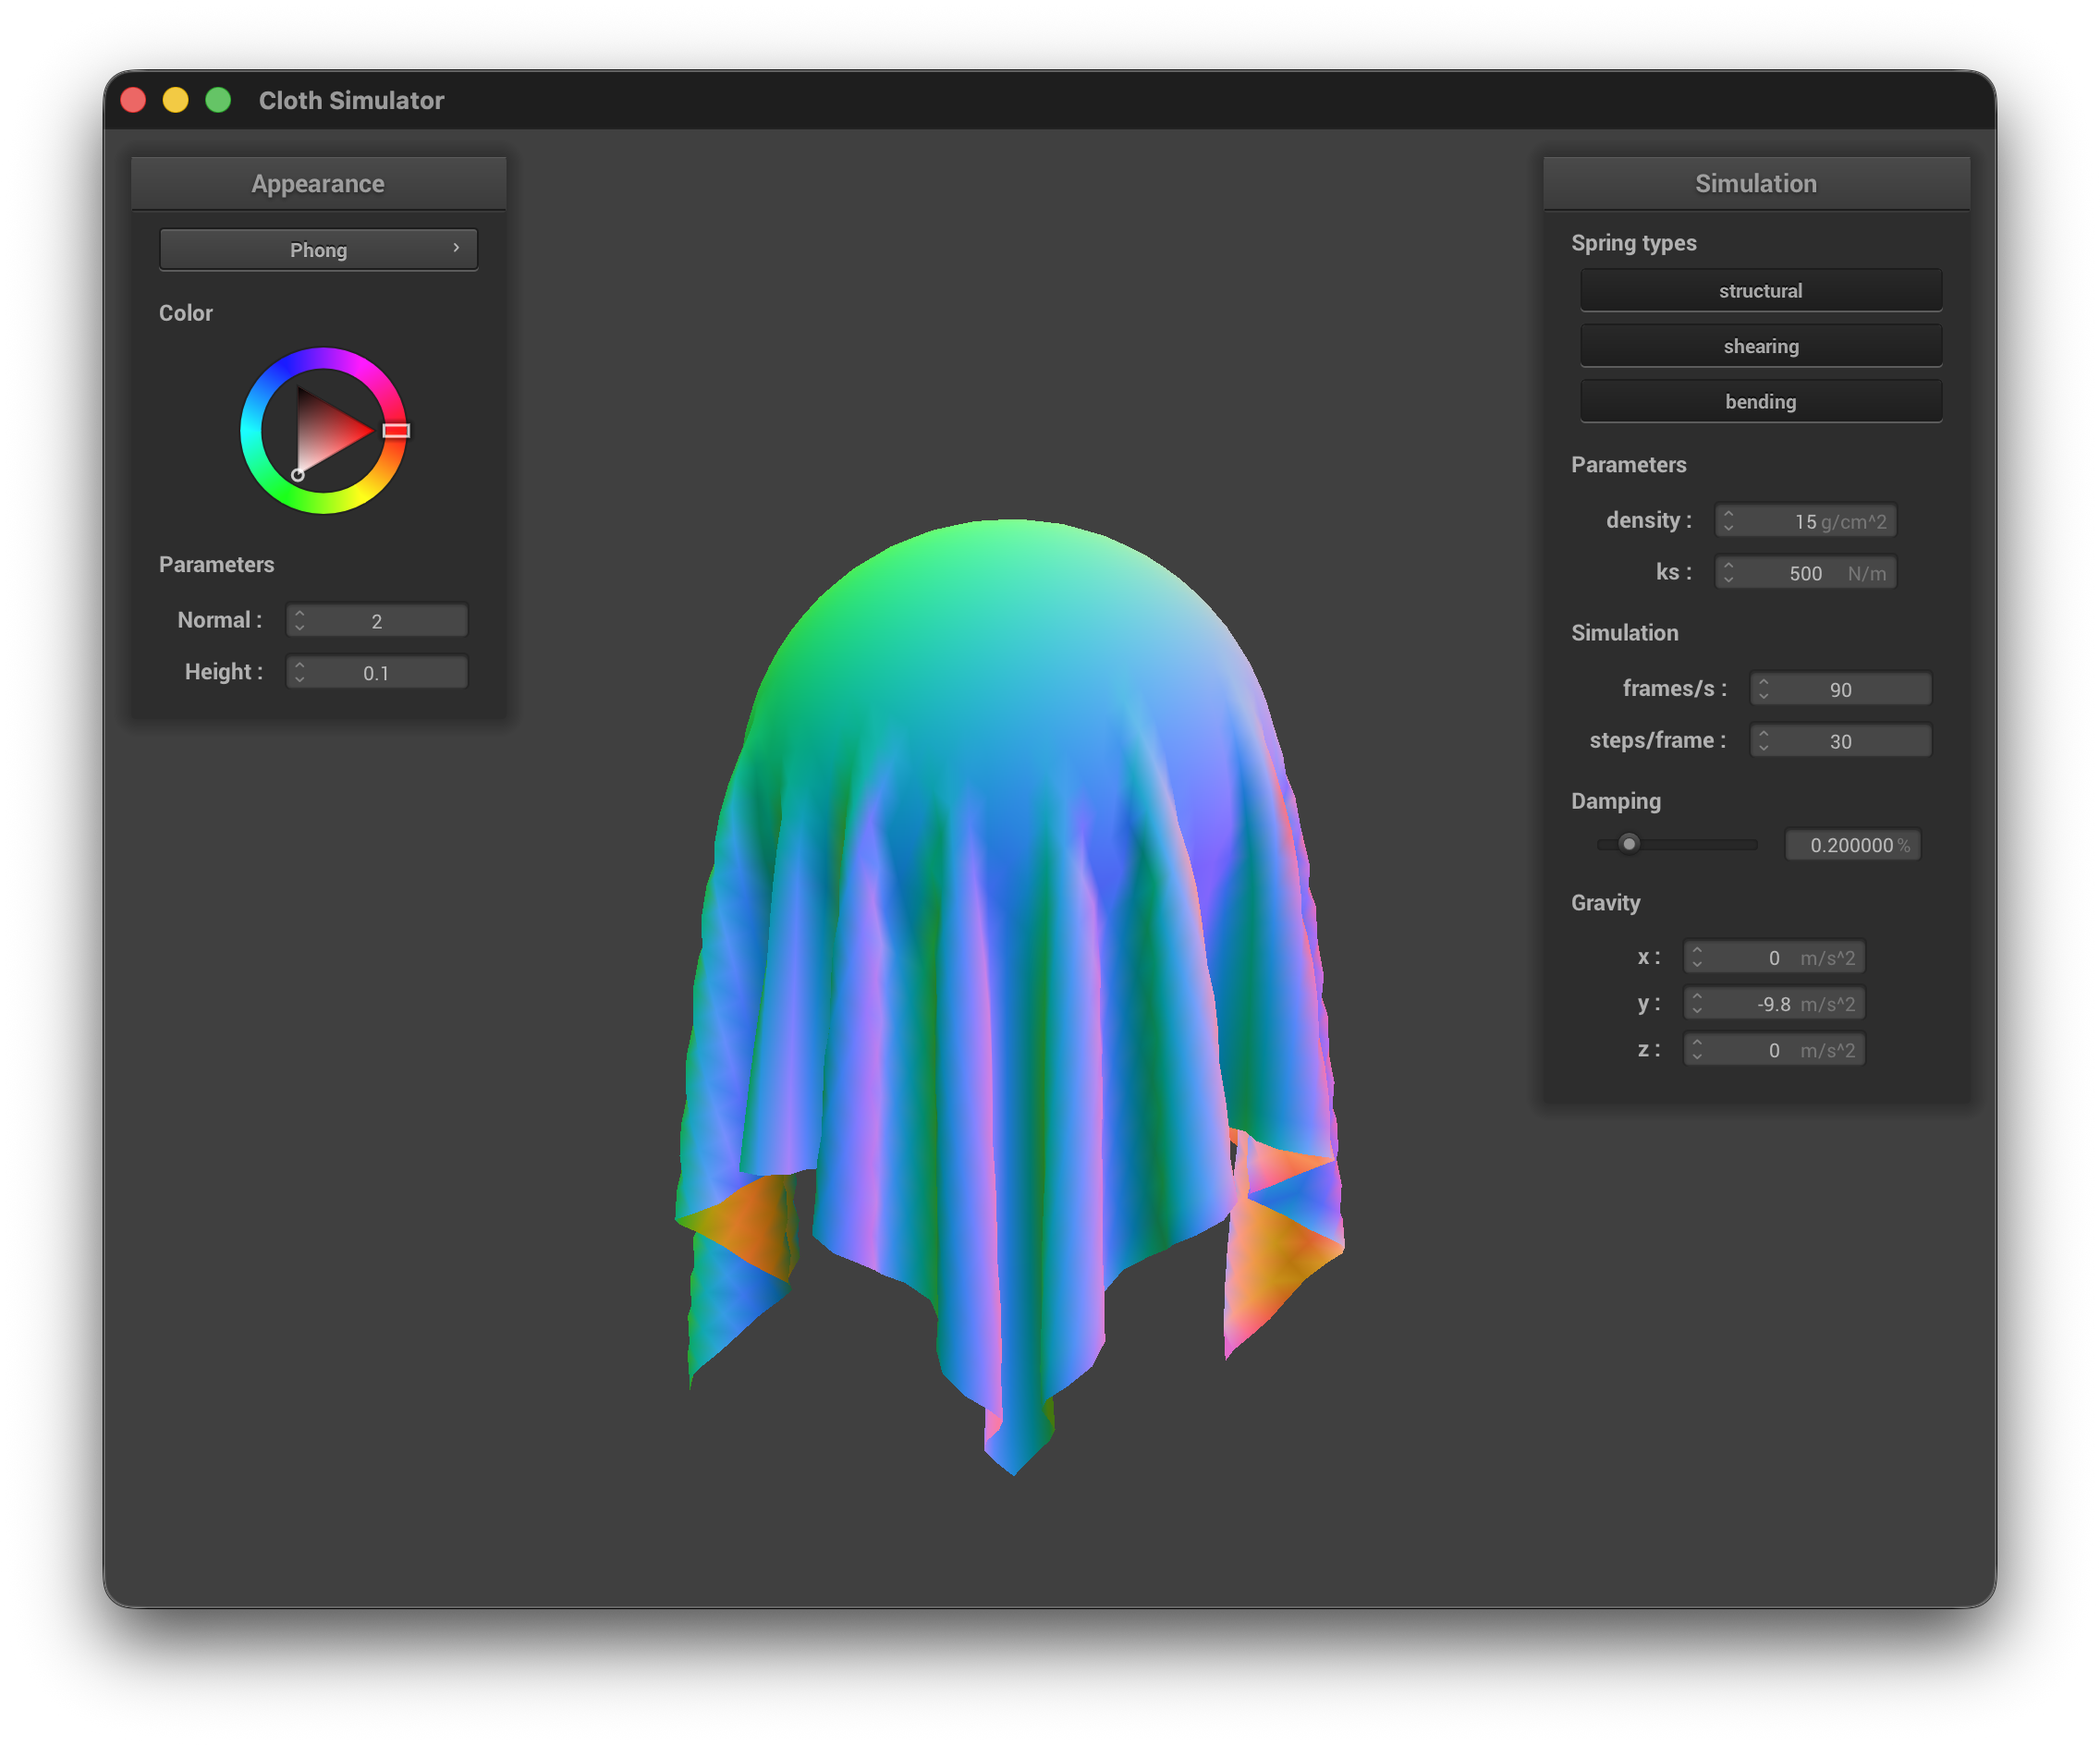 Cloth Simulator
Appearance
Phong
Color
Parameters
Normal : 2
Height : 0.1
Simulation
Spring types
structural
shearing
bending
Parameters
density : 15 g/cm^2
ks : 500 N/m
Simulation
frames/s : 90
steps/frame : 30
Damping
0.200000 %
Gravity
x : 0 m/s^2
y : -9.8 m/s^2
z : 0 m/s^2